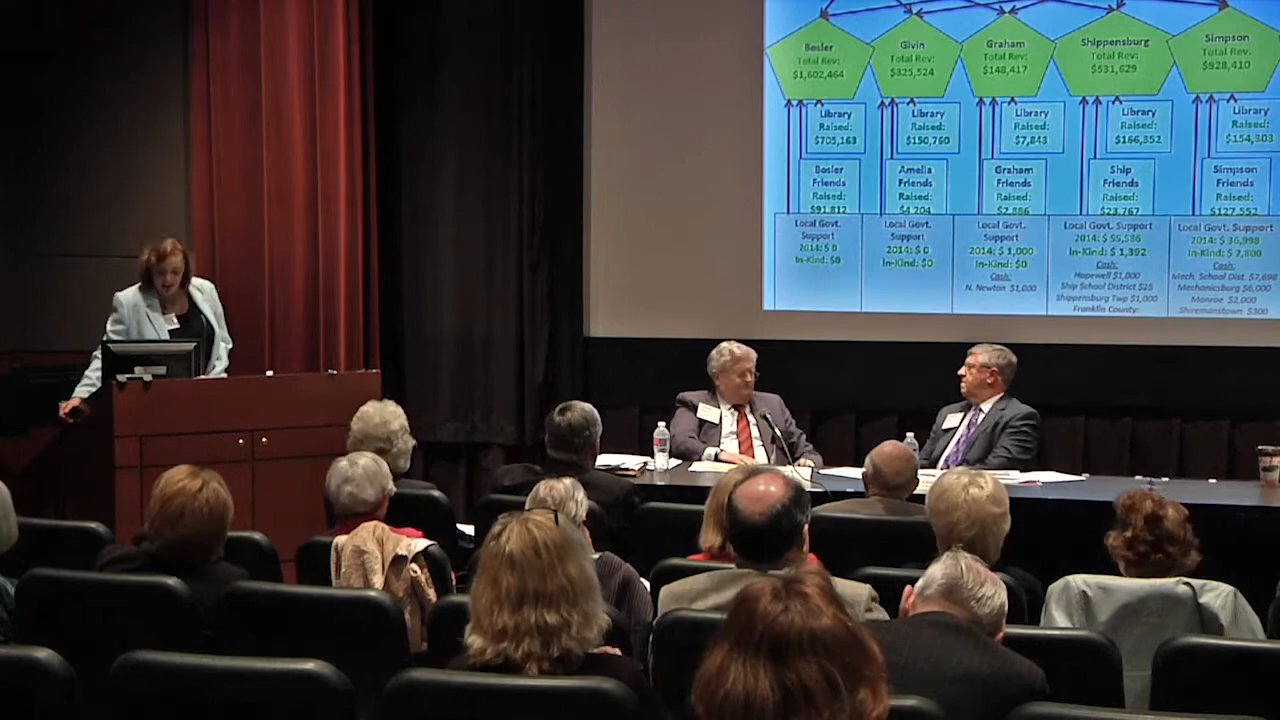 Bosler
Total Rev:
$1,602,464
Givin
Total Rev:
$325,524
Graham
Total Rev:
$148,417
Shippensburg
Total Rev:
$531,629
Simpson
Total Rev.
$928,410
Library
Raised:
$705,163
Library
Raised:
$150,760
Library
Raised:
$7,843
Library
Raised:
$166,352
Library
Raised:
$154,303
Bosler
Friends
Raised
$91,812
Amelia
Friends
Raised:
$4,204
Graham
Friends
Raised:
$2,886
Ship
Friends
Raised:
$23,767
Simpson
Friends
Raised:
$127,552
Local Govt.
Support
2014: $ 0
In-Kind: $0
Local Govt.
Support
2014: $ 0
In-Kind: $0
Local Govt.
Support
2014: $ 1,000
In-Kind: $0
Cash:
N. Newton $1,000
Local Govt. Support
2014: $ 55,586
In-Kind: $ 1,392
Cash:
Hopewell $1,000
Ship School District $25
Shippensburg Twp $1,000
Franklin County:
Local Govt. Support
2014: $ 36,998
In-Kind: $ 2,800
Cash:
Mech. School Dist. $7,698
Mechanicsburg $6,000
Monroe $2,000
Shiremanstown $300